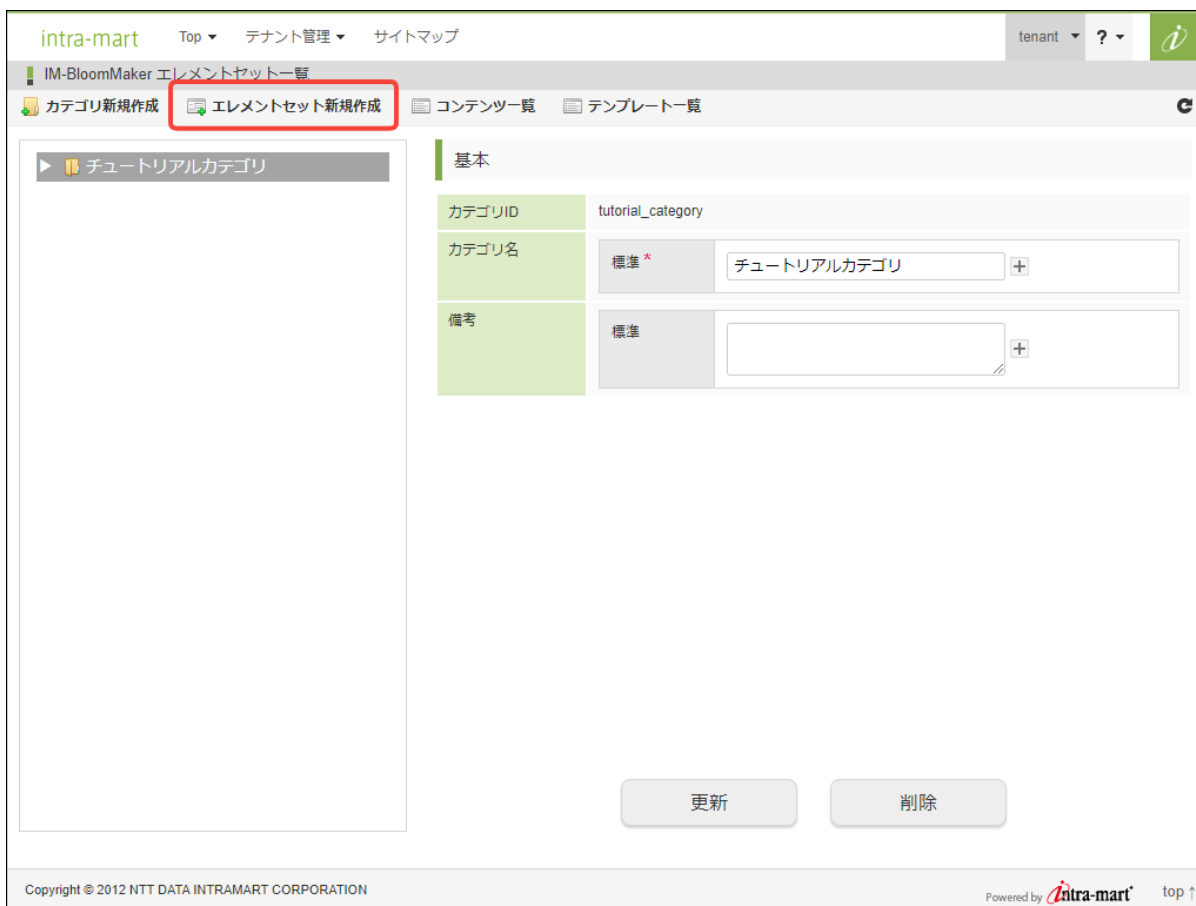 intra-mart Top テナント管理 サイトマップ tenant ?
IM-BloomMaker エレメントセット一覧
カテゴリ新規作成 エレメントセット新規作成 コンテンツ一覧 テンプレート一覧
チュートリアルカテゴリ
基本
カテゴリID tutorial_category
カテゴリ名 標準 * チュートリアルカテゴリ
備考 標準
更新 削除
Copyright © 2012 NTT DATA INTRAMART CORPORATION Powered by intra-mart top ↑